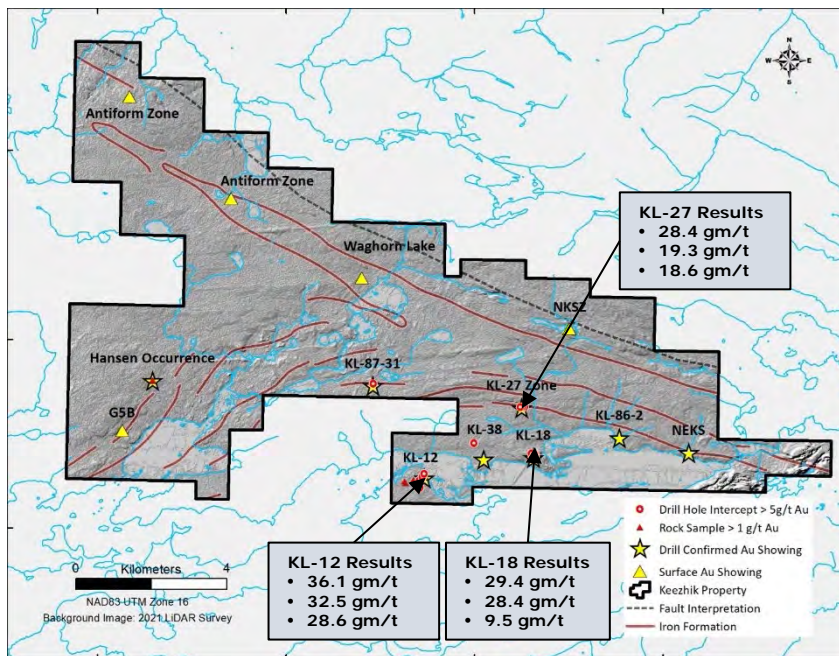 N
W E
S
Antiform Zone
Antiform Zone
KL-27 Results
• 28.4 gm/t
• 19.3 gm/t
• 18.6 gm/t
Waghorn Lake
NKSZ
Hansen Occurrence
KL-87-31
KL-27 Zone
G5B
KL-38
KL-18
KL-86-2
NEKS
KL-12
KL-12 Results
• 36.1 gm/t
• 32.5 gm/t
• 28.6 gm/t
KL-18 Results
• 29.4 gm/t
• 28.4 gm/t
• 9.5 gm/t
Drill Hole Intercept > 5g/t Au
Rock Sample > 1 g/t Au
Drill Confirmed Au Showing
Surface Au Showing
Keezhik Property
Fault Interpretation
Iron Formation
Kilometers
0 4
NAD83 UTM Zone 16
Background Image: 2021 LiDAR Survey